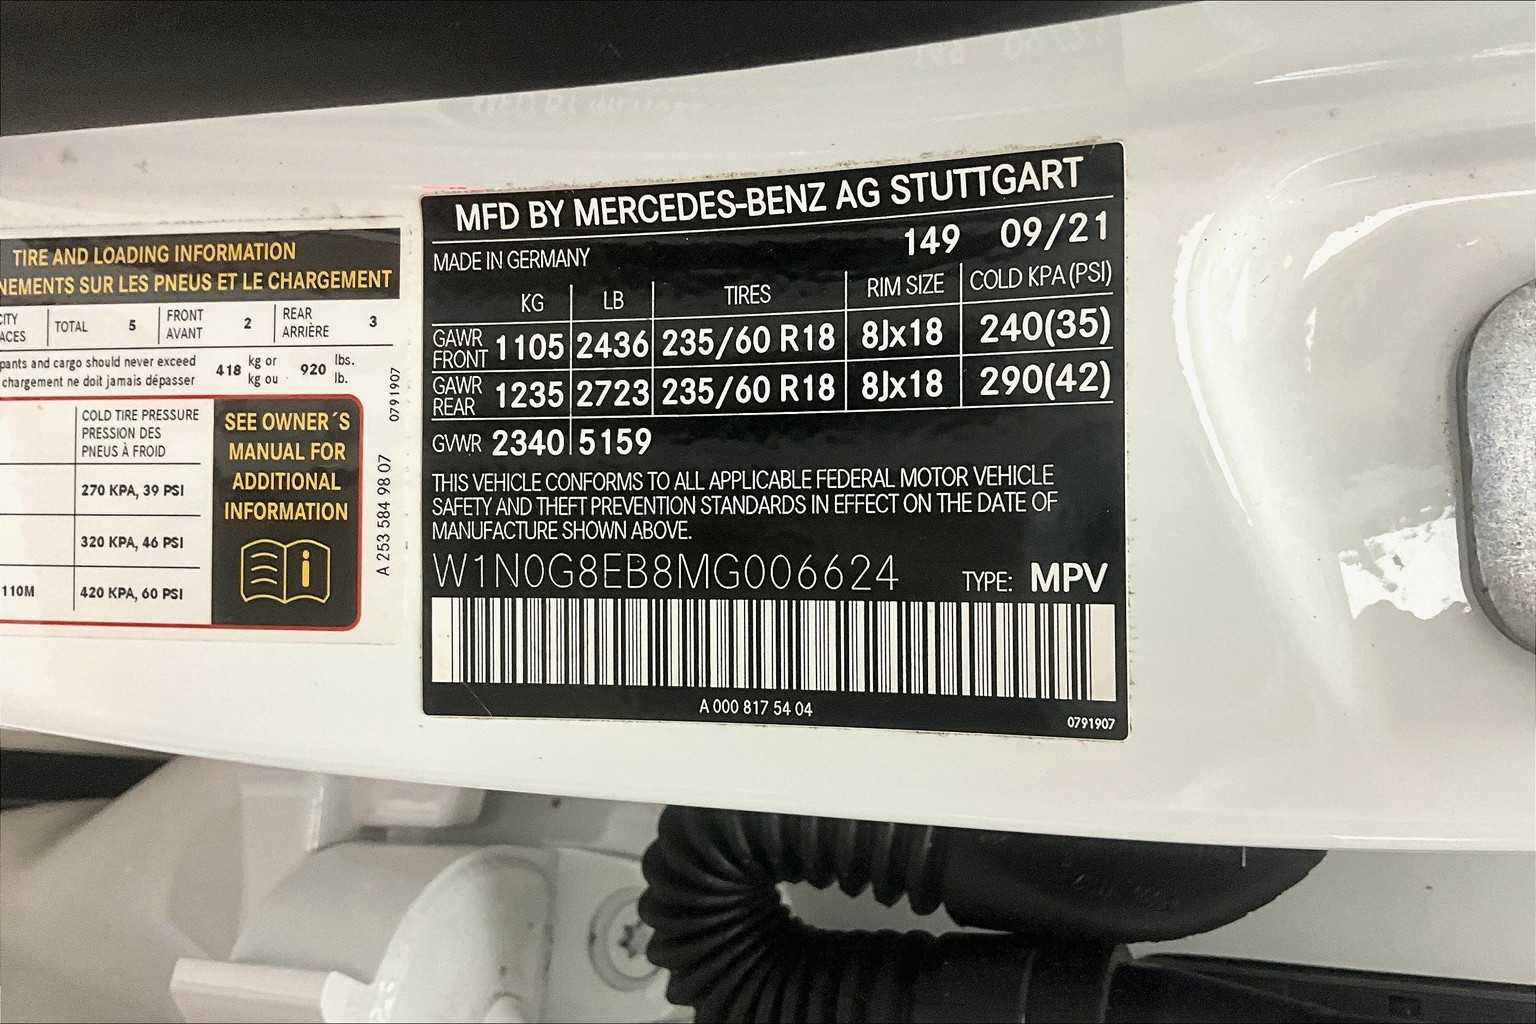 TIRE AND LOADING INFORMATION
NEMENTS SUR LES PNEUS ET LE CHARGEMENT
CITY
ACES
TOTAL 5
FRONT
AVANT 2
REAR
ARRIÈRE 3
pants and cargo should never exceed
chargement ne doit jamais dépasser
418 kg or
kg ou
920 lbs.
lb.
COLD TIRE PRESSURE
PRESSION DES
PNEUS À FROID
270 KPA, 39 PSI
320 KPA, 46 PSI
110M 420 KPA, 60 PSI
SEE OWNER´S
MANUAL FOR
ADDITIONAL
INFORMATION
0791907
A 253 584 98 07
MFD BY MERCEDES-BENZ AG STUTTGART
MADE IN GERMANY 149 09/21
KG LB TIRES RIM SIZE COLD KPA (PSI)
GAWR
FRONT 1105 2436 235/60 R18 8Jx18 240(35)
GAWR
REAR 1235 2723 235/60 R18 8Jx18 290(42)
GVWR 2340 5159
THIS VEHICLE CONFORMS TO ALL APPLICABLE FEDERAL MOTOR VEHICLE
SAFETY AND THEFT PREVENTION STANDARDS IN EFFECT ON THE DATE OF
MANUFACTURE SHOWN ABOVE.
W1N0G8EB8MG006624 TYPE: MPV
A 000 817 54 04
0791907